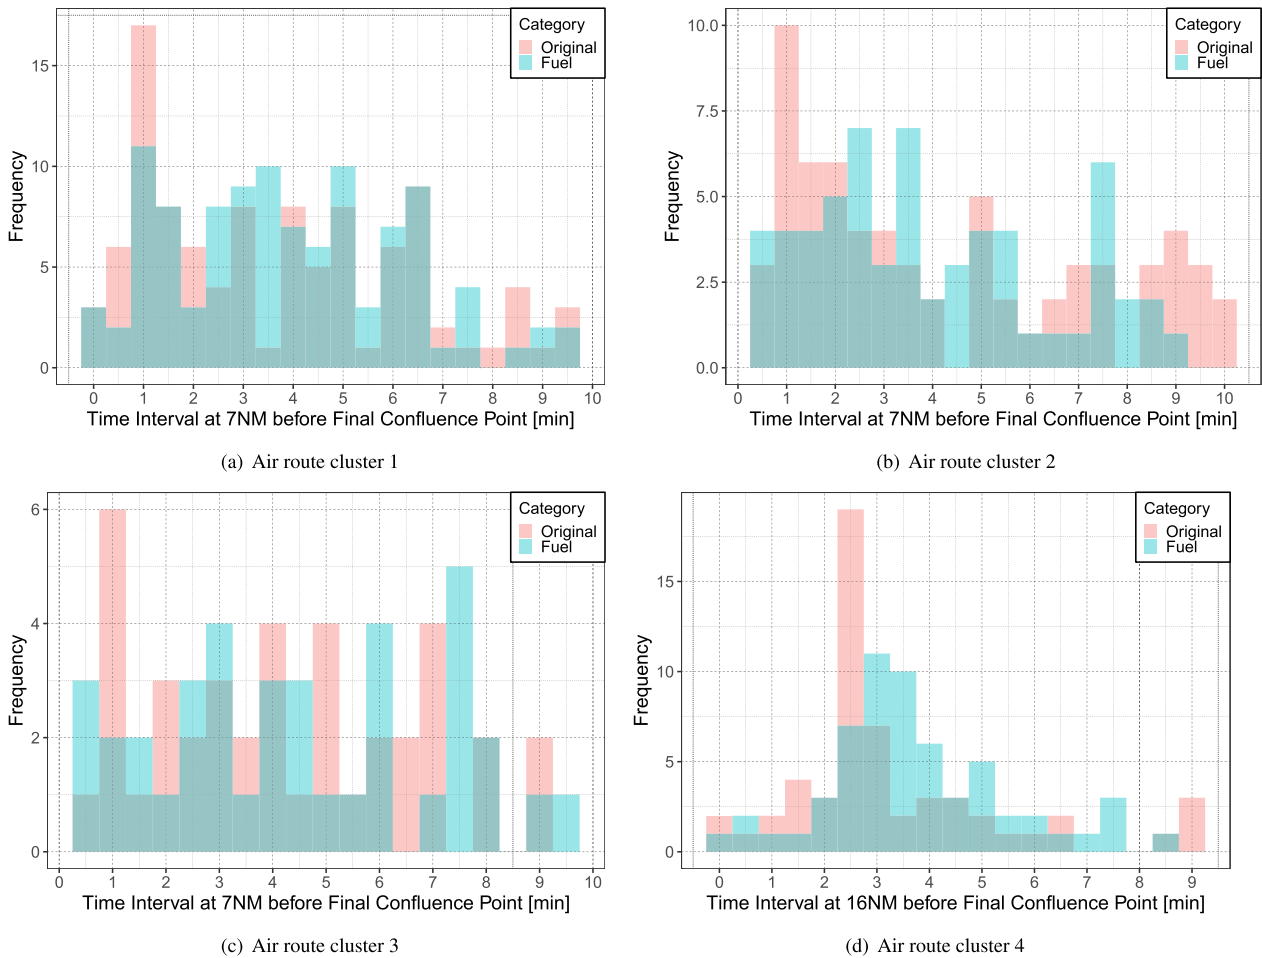 Category
Original
Fuel
15
10
5
0
Frequency
0 1 2 3 4 5 6 7 8 9 10
Time Interval at 7NM before Final Confluence Point [min]
(a) Air route cluster 1
Category
Original
Fuel
10.0
7.5
5.0
2.5
0.0
Frequency
0 1 2 3 4 5 6 7 8 9 10
Time Interval at 7NM before Final Confluence Point [min]
(b) Air route cluster 2
Category
Original
Fuel
6
4
2
0
Frequency
0 1 2 3 4 5 6 7 8 9 10
Time Interval at 7NM before Final Confluence Point [min]
(c) Air route cluster 3
Category
Original
Fuel
15
10
5
0
Frequency
0 1 2 3 4 5 6 7 8 9
Time Interval at 16NM before Final Confluence Point [min]
(d) Air route cluster 4